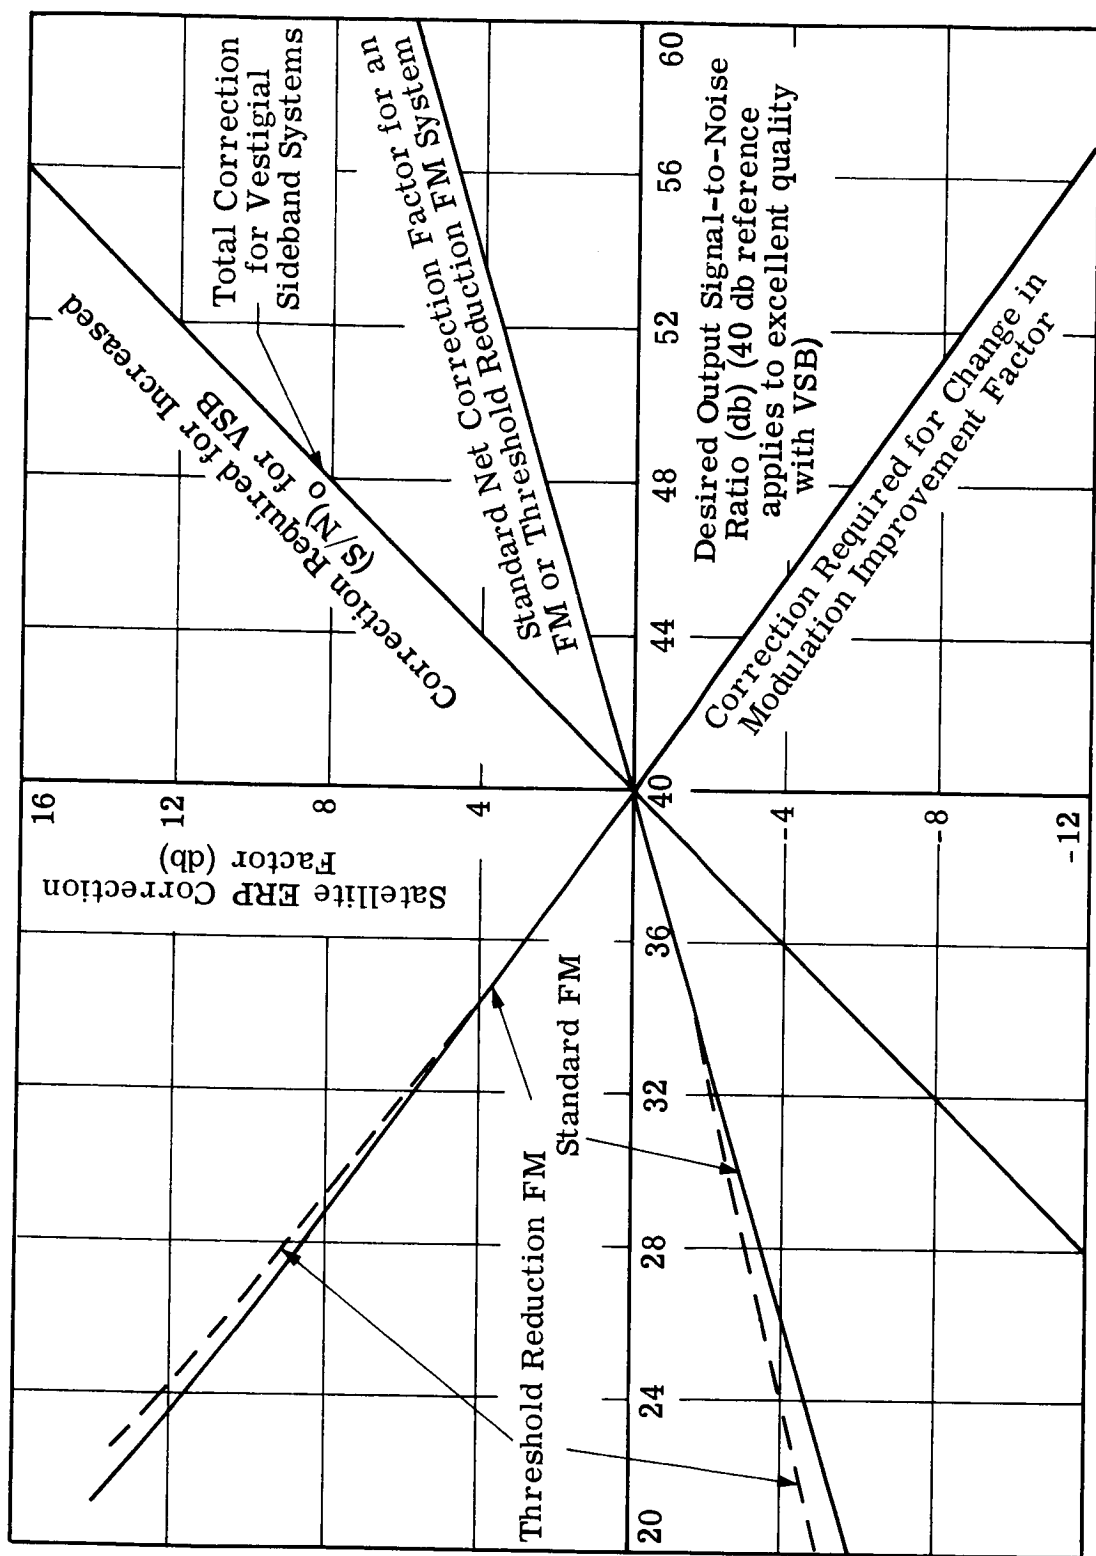 16
12
8
4
-4
-8
-12
Satellite ERP Correction
Factor (db)
20
24
28
32
36
40
44
48
52
56
60
Correction Required for Increased
(S/N)o for VSB
Total Correction
for Vestigial
Sideband Systems
Standard Net Correction Factor for an
FM or Threshold Reduction FM System
Desired Output Signal-to-Noise
Ratio (db) (40 db reference
applies to excellent quality
with VSB)
Correction Required for Change in
Modulation Improvement Factor
Threshold Reduction FM
Standard FM